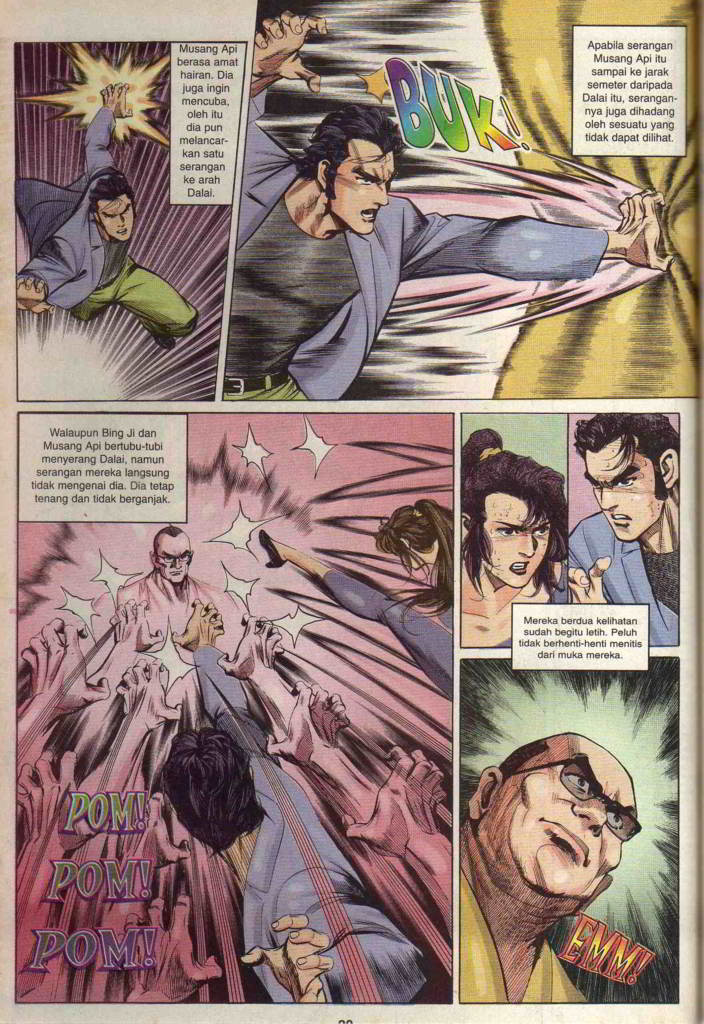 Musang Api
berasa amat
hairan. Dia
juga ingin
mencuba,
oleh itu
dia pun
melancar-
kan satu
serangan
ke arah
Dalai.
BUK!
Apabila serangan
Musang Api itu
sampai ke jarak
semeter daripada
Dalai itu, serangan-
nya juga dihadang
oleh sesuatu yang
tidak dapat dilihat.
Walaupun Bing Ji dan
Musang Api bertubu-tubi
menyerang Dalai, namun
serangan mereka langsung
tidak mengenai dia. Dia tetap
tenang dan tidak berganjak.
POM!
POM!
POM!
Mereka berdua kelihatan
sudah begitu letih. Peluh
tidak berhenti-henti menitis
dari muka mereka.
EMM!